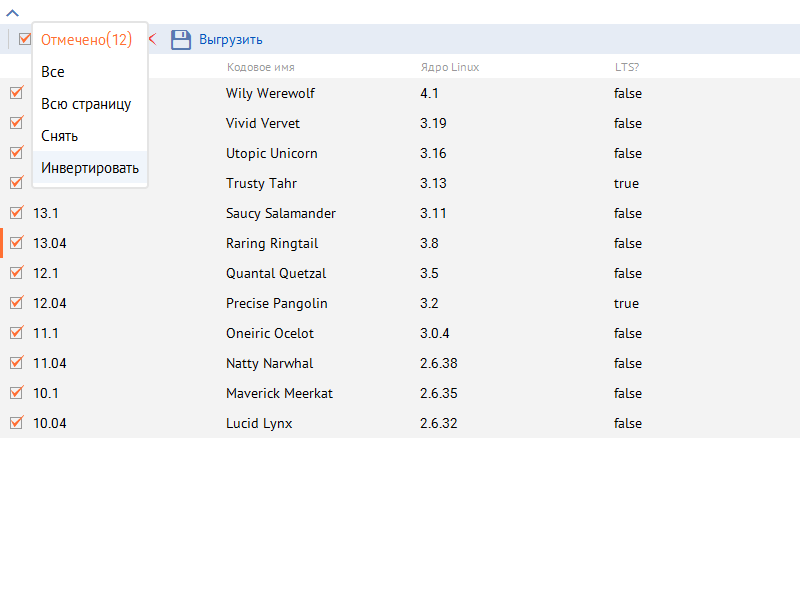 Отмечено(12) Выгрузить
Все
Всю страницу
Снять
Инвертировать
Кодовое имя Ядро Linux LTS?
Wily Werewolf 4.1 false
Vivid Vervet 3.19 false
Utopic Unicorn 3.16 false
Trusty Tahr 3.13 true
13.1 Saucy Salamander 3.11 false
13.04 Raring Ringtail 3.8 false
12.1 Quantal Quetzal 3.5 false
12.04 Precise Pangolin 3.2 true
11.1 Oneiric Ocelot 3.0.4 false
11.04 Natty Narwhal 2.6.38 false
10.1 Maverick Meerkat 2.6.35 false
10.04 Lucid Lynx 2.6.32 false